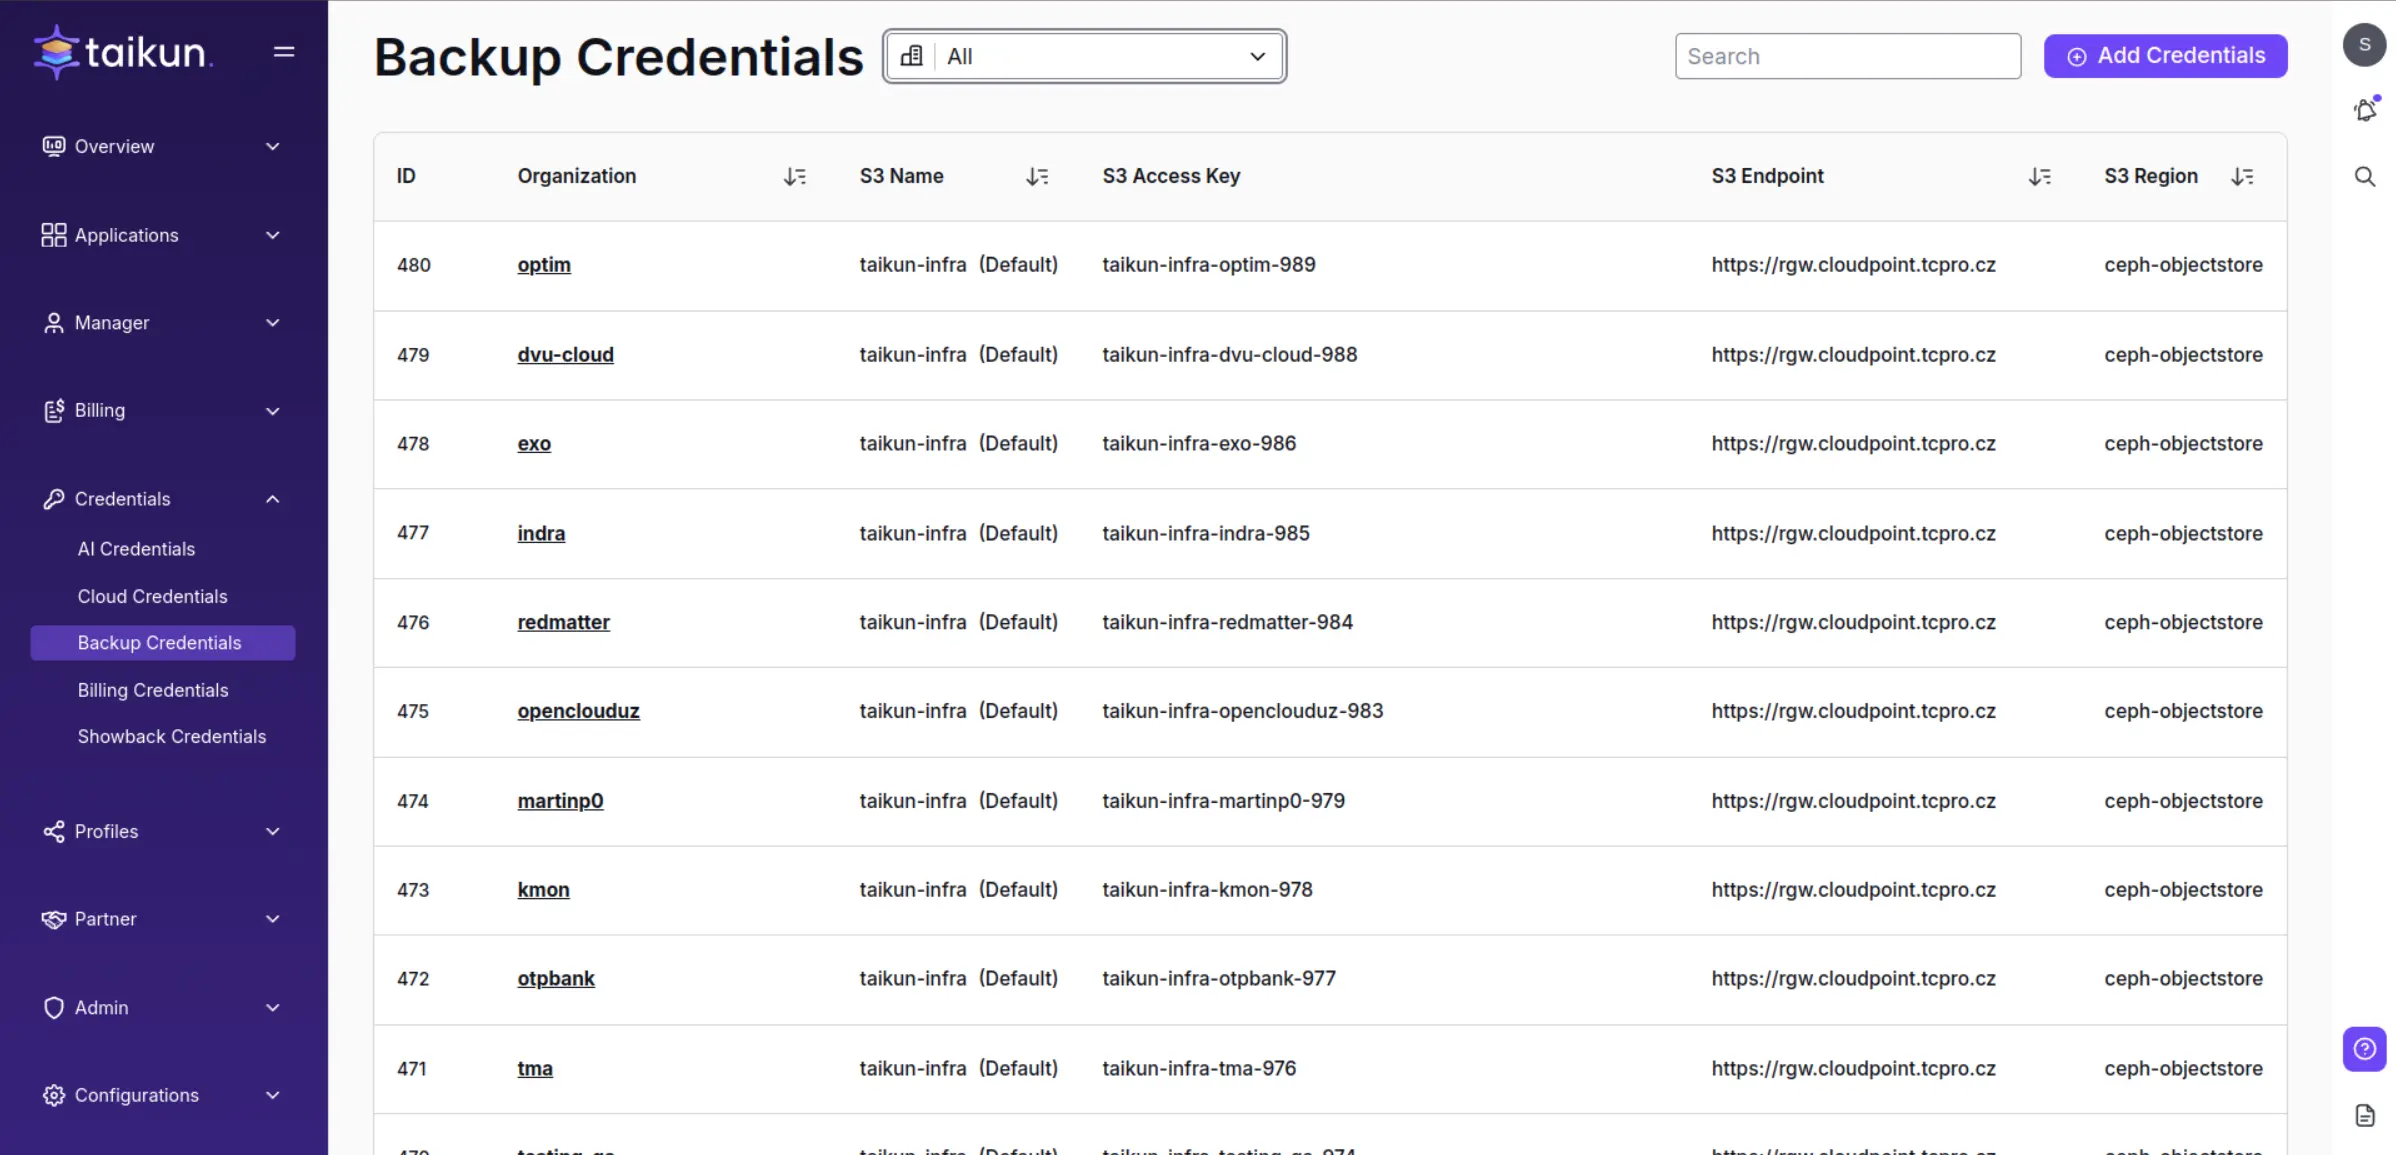 taikun.
Overview
Applications
Manager
Billing
Credentials
AI Credentials
Cloud Credentials
Backup Credentials
Billing Credentials
Showback Credentials
Profiles
Partner
Admin
Configurations
Backup Credentials All Search Add Credentials S
ID Organization S3 Name S3 Access Key S3 Endpoint S3 Region
480 optim taikun-infra (Default) taikun-infra-optim-989 https://rgw.cloudpoint.tcpro.cz ceph-objectstore
479 dvu-cloud taikun-infra (Default) taikun-infra-dvu-cloud-988 https://rgw.cloudpoint.tcpro.cz ceph-objectstore
478 exo taikun-infra (Default) taikun-infra-exo-986 https://rgw.cloudpoint.tcpro.cz ceph-objectstore
477 indra taikun-infra (Default) taikun-infra-indra-985 https://rgw.cloudpoint.tcpro.cz ceph-objectstore
476 redmatter taikun-infra (Default) taikun-infra-redmatter-984 https://rgw.cloudpoint.tcpro.cz ceph-objectstore
475 openclouduz taikun-infra (Default) taikun-infra-openclouduz-983 https://rgw.cloudpoint.tcpro.cz ceph-objectstore
474 martinp0 taikun-infra (Default) taikun-infra-martinp0-979 https://rgw.cloudpoint.tcpro.cz ceph-objectstore
473 kmon taikun-infra (Default) taikun-infra-kmon-978 https://rgw.cloudpoint.tcpro.cz ceph-objectstore
472 otpbank taikun-infra (Default) taikun-infra-otpbank-977 https://rgw.cloudpoint.tcpro.cz ceph-objectstore
471 tma taikun-infra (Default) taikun-infra-tma-976 https://rgw.cloudpoint.tcpro.cz ceph-objectstore